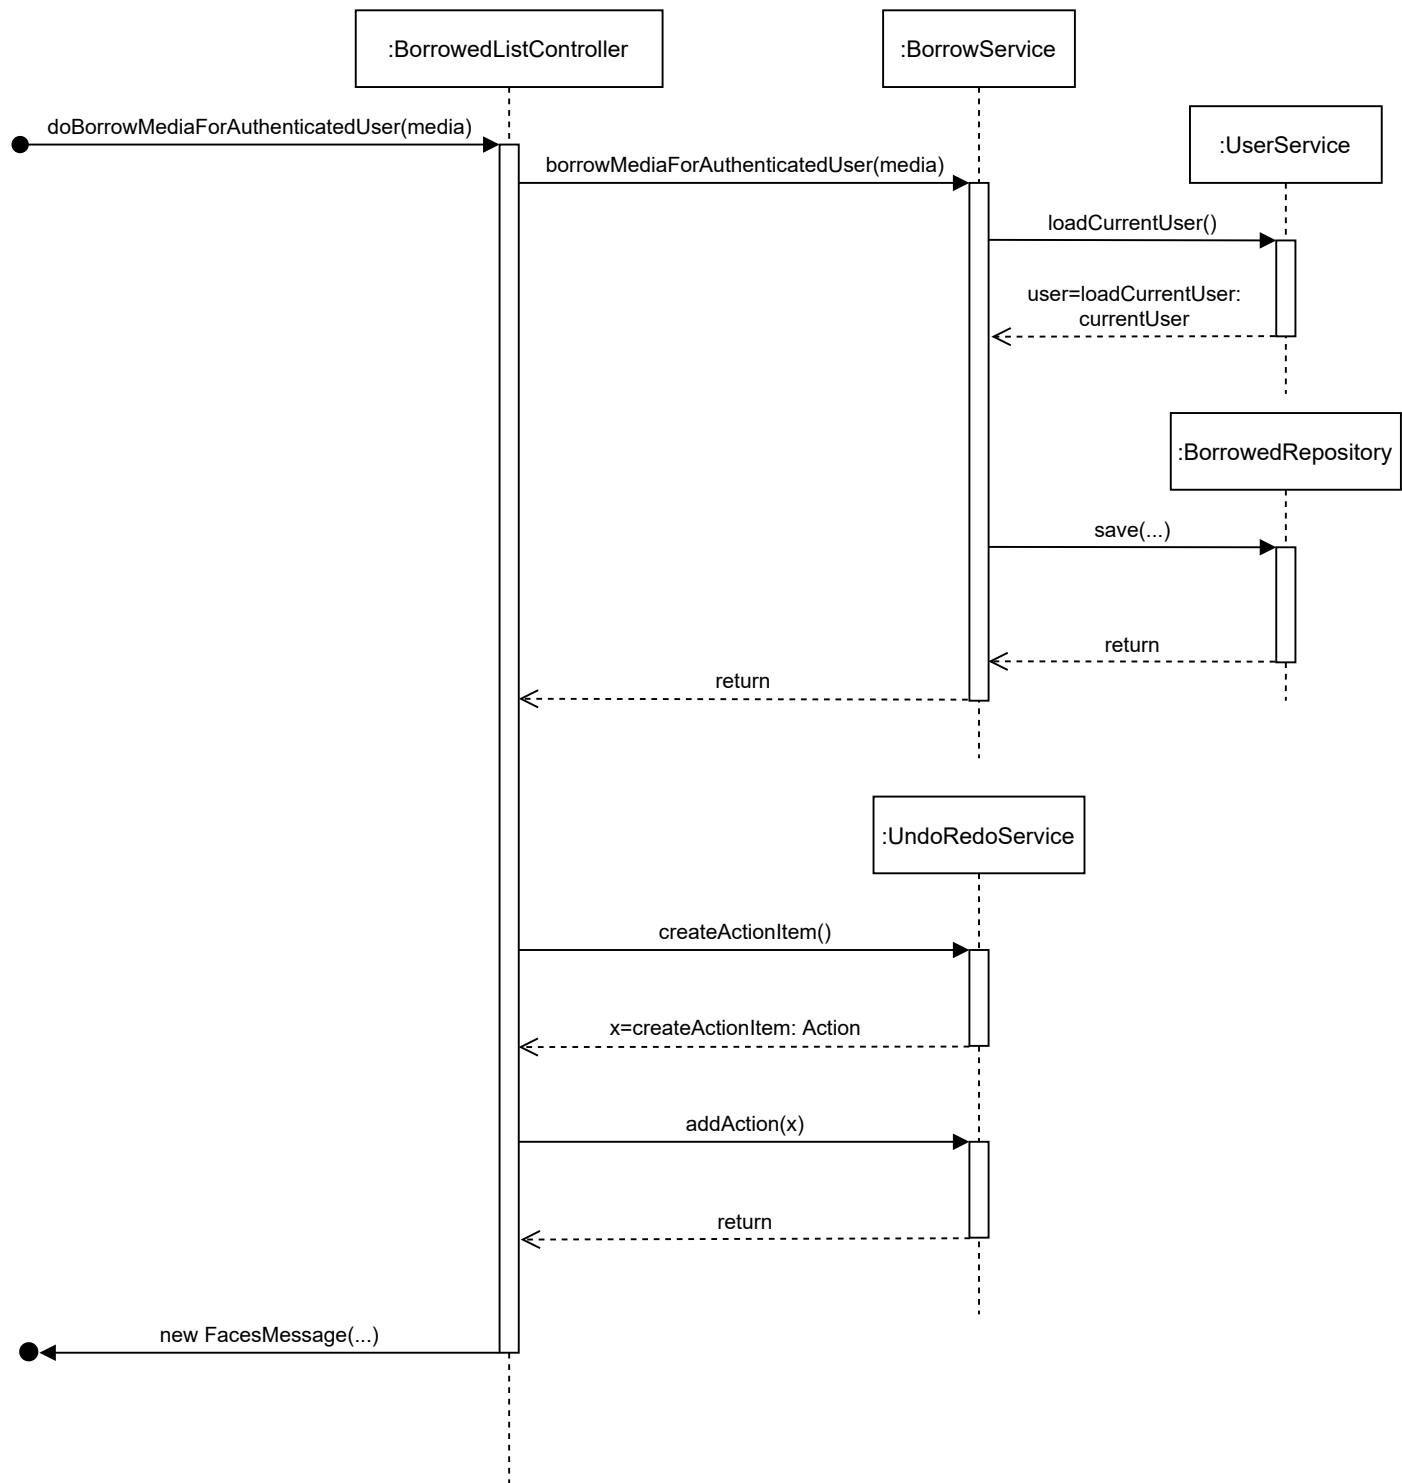 :BorrowedListController
:BorrowService
doBorrowMediaForAuthenticatedUser(media)
:UserService
borrowMediaForAuthenticatedUser(media)
loadCurrentUser()
user=loadCurrentUser:
currentUser
:BorrowedRepository
save(...)
return
return
:UndoRedoService
createActionItem()
x=createActionItem: Action
addAction(x)
return
new FacesMessage(...)